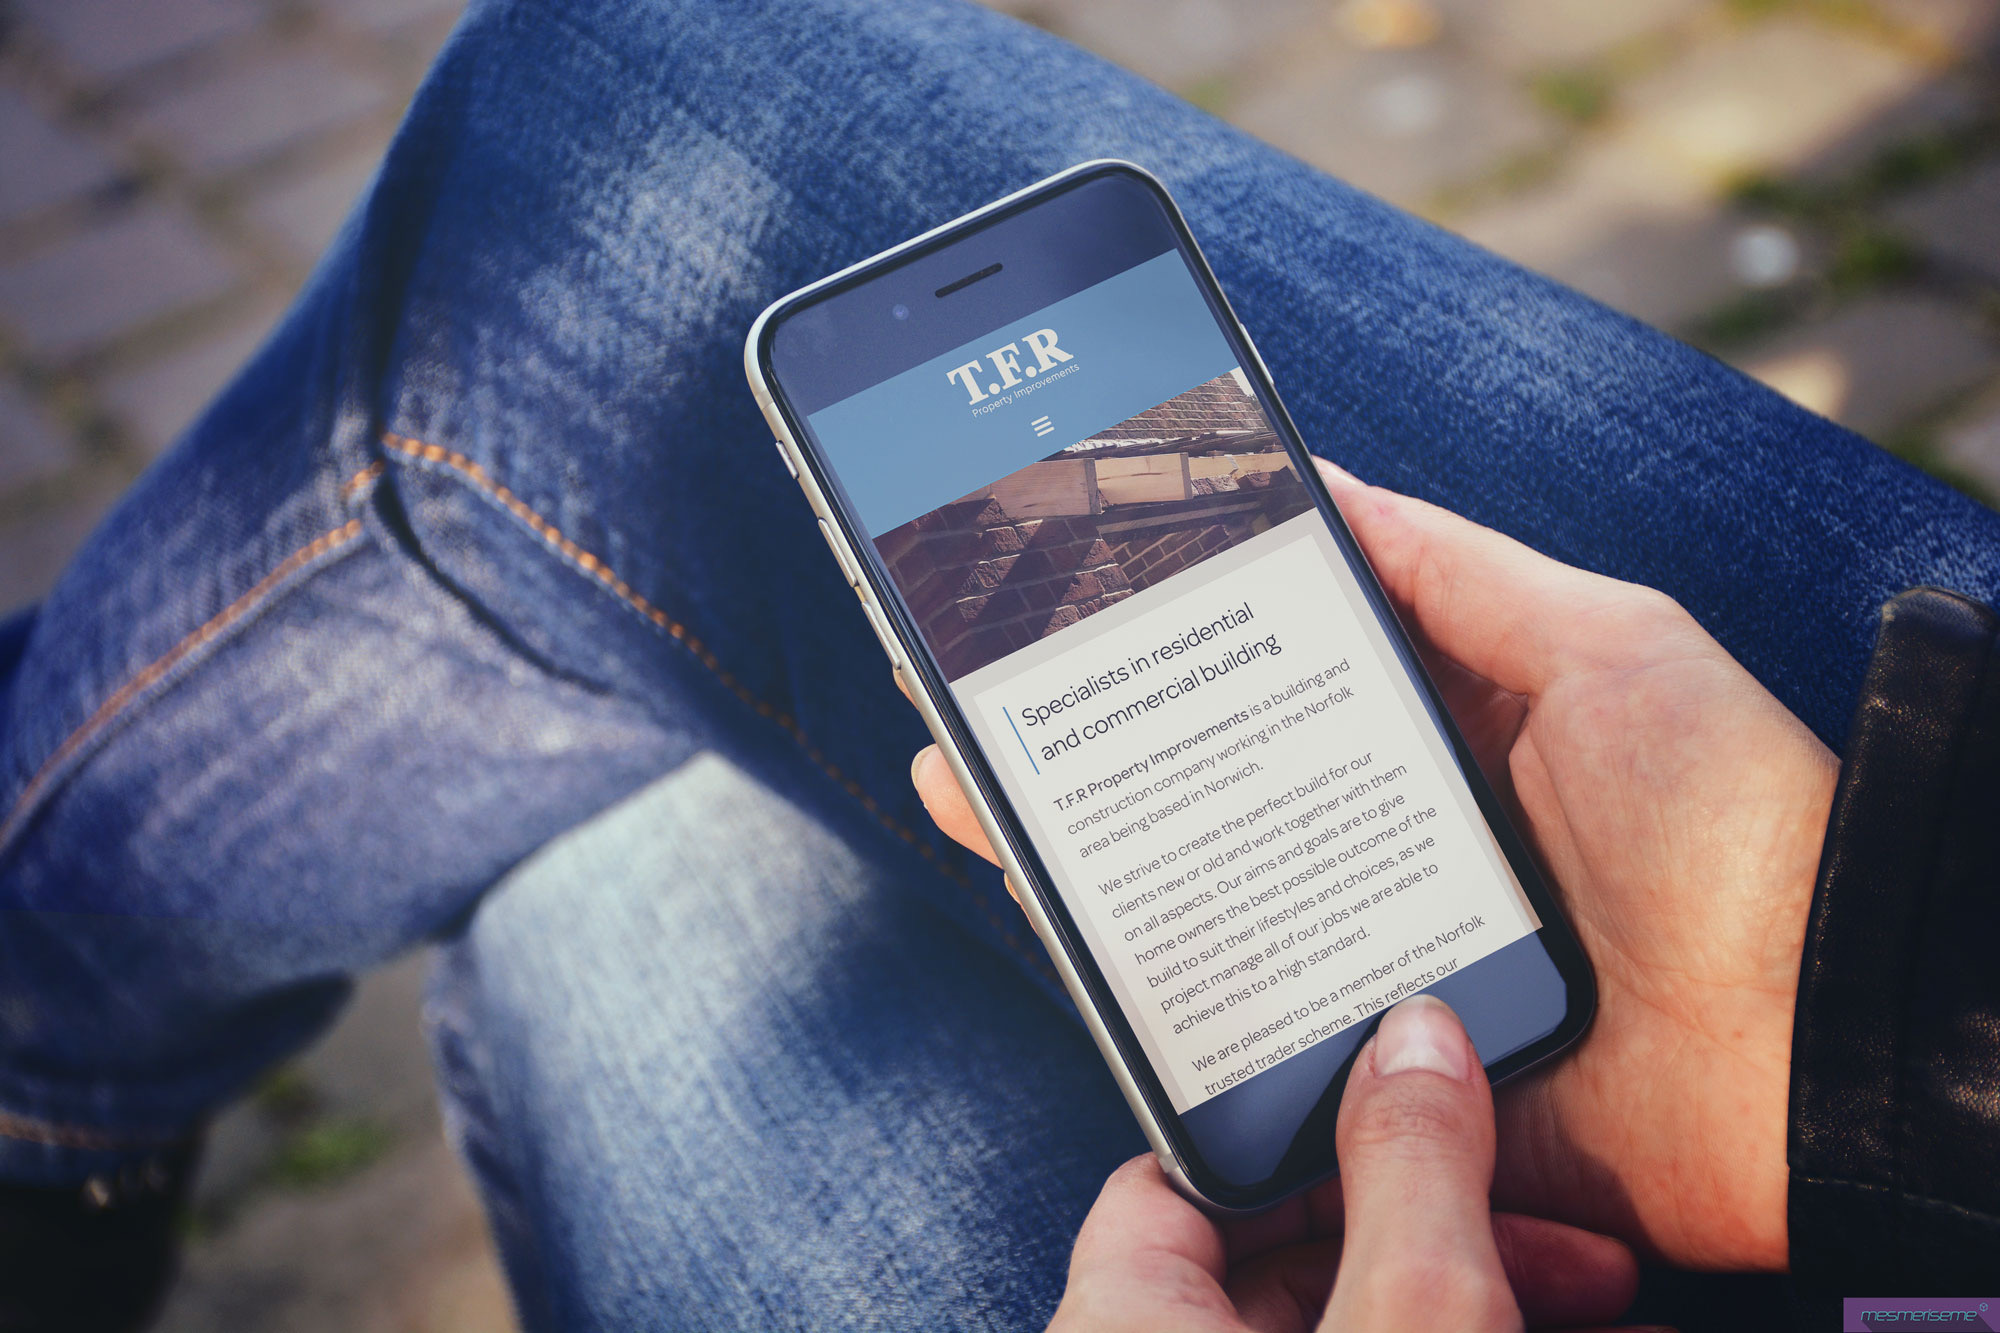 T.F.R
Property Improvements
Specialists in residential
and commercial building
T.F.R Property Improvements is a building and
construction company working in the Norfolk
area being based in Norwich.
We strive to create the perfect build for our
clients new or old and work together with them
on all aspects. Our aims and goals are to give
home owners the best possible outcome of the
build to suit their lifestyles and choices, as we
project manage all of our jobs we are able to
achieve this to a high standard.
We are pleased to be a member of the Norfolk
trusted trader scheme. This reflects our
mesmeriseme